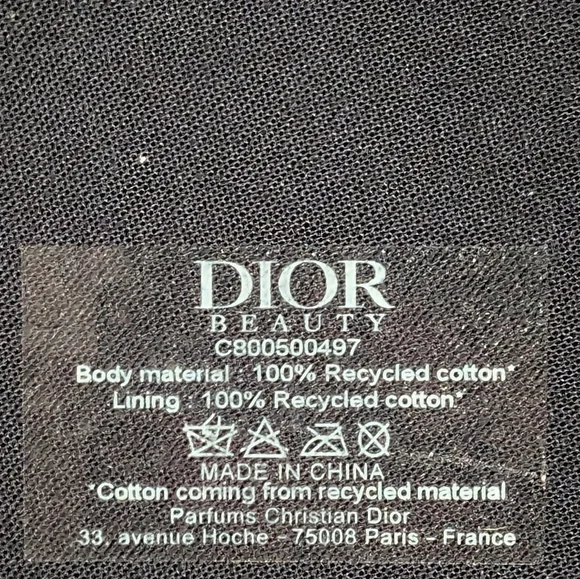 DIOR
BEAUTY
C800500497
Body material : 100% Recycled cotton*
Lining : 100% Recycled cotton*
MADE IN CHINA
*Cotton coming from recycled material
Parfums Christian Dior
33, avenue Hoche - 75008 Paris - France